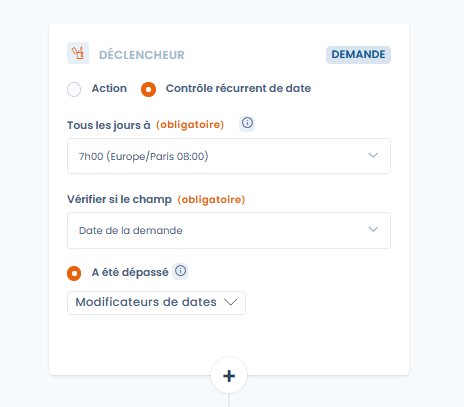 DÉCLENCHEUR DEMANDE
Action Contrôle récurrent de date
Tous les jours à (obligatoire)
7h00 (Europe/Paris 08:00)
Vérifier si le champ (obligatoire)
Date de la demande
A été dépassé
Modificateurs de dates
+